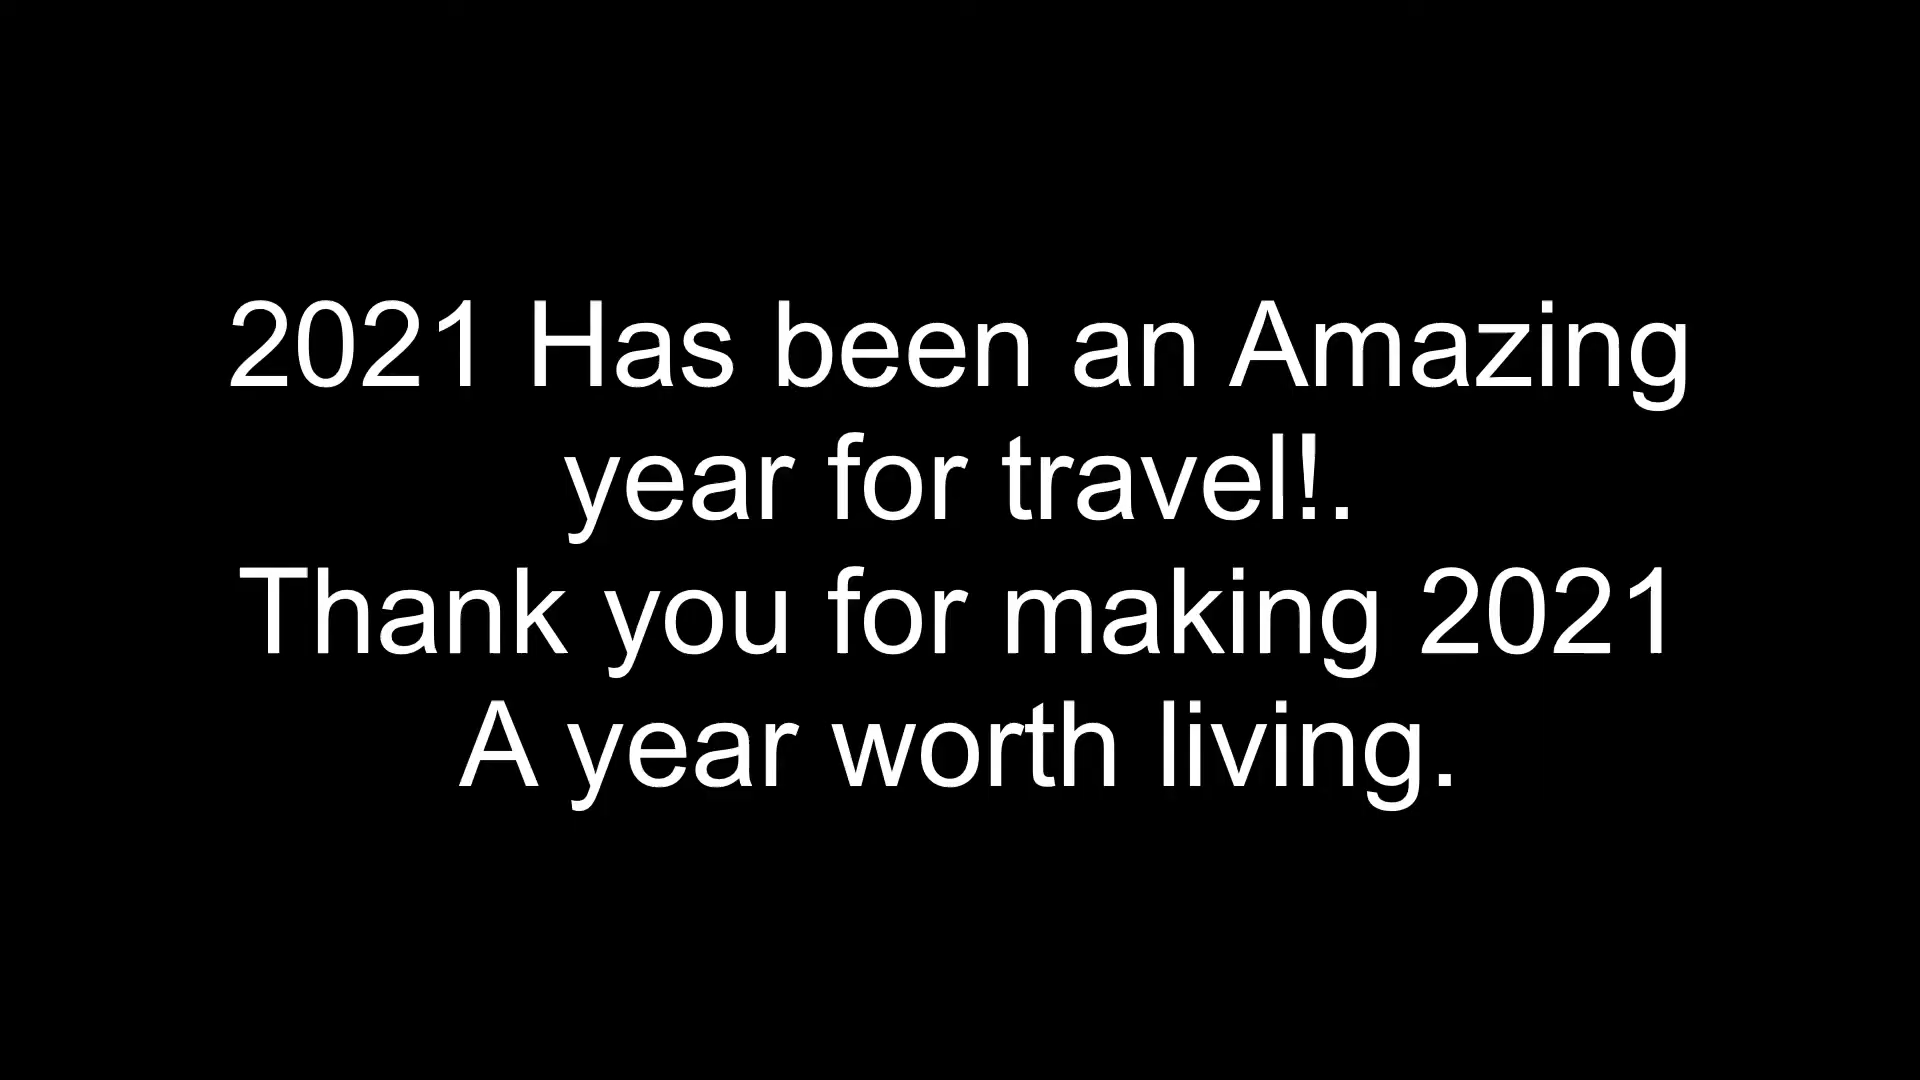 2021 Has been an Amazing
year for travel!.
Thank you for making 2021
A year worth living.